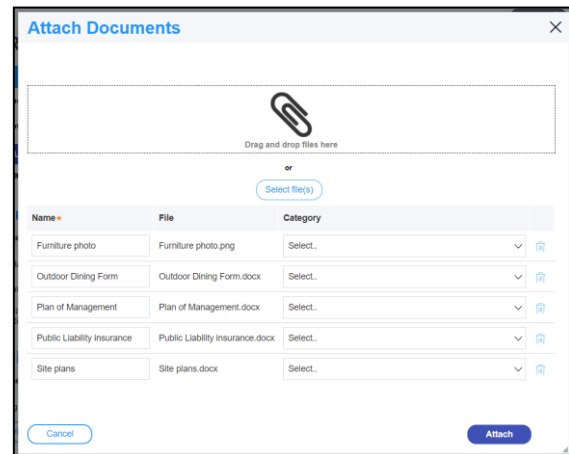 Attach Documents
Drag and drop files here
or
Select file(s)
Name* File Category
Furniture photo Furniture photo.png Select..
Outdoor Dining Form Outdoor Dining Form.docx Select..
Plan of Management Plan of Management.docx Select..
Public Liability insurance Public Liability insurance.docx Select..
Site plans Site plans.docx Select..
Cancel Attach